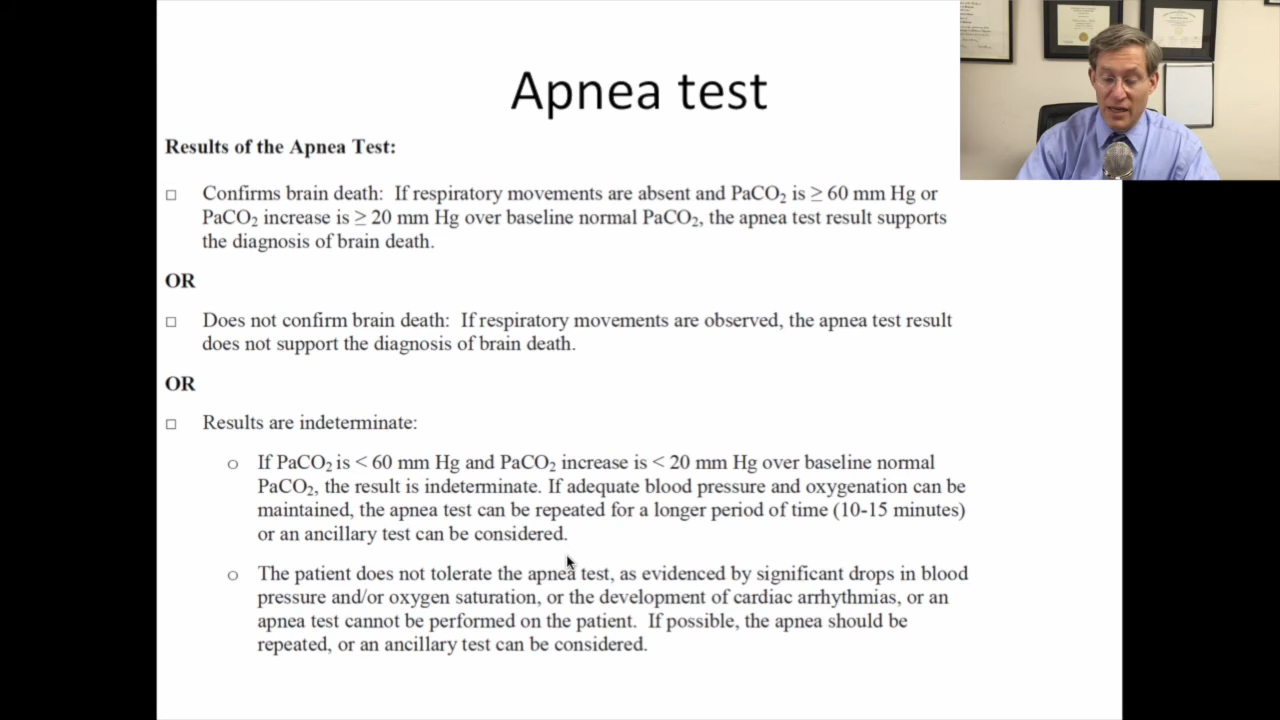 Apnea test
Results of the Apnea Test:
□ Confirms brain death: If respiratory movements are absent and PaCO₂ is ≥ 60 mm Hg or
PaCO₂ increase is ≥ 20 mm Hg over baseline normal PaCO₂, the apnea test result supports
the diagnosis of brain death.
OR
□ Does not confirm brain death: If respiratory movements are observed, the apnea test result
does not support the diagnosis of brain death.
OR
□ Results are indeterminate:
o If PaCO₂ is < 60 mm Hg and PaCO₂ increase is < 20 mm Hg over baseline normal
PaCO₂, the result is indeterminate. If adequate blood pressure and oxygenation can be
maintained, the apnea test can be repeated for a longer period of time (10-15 minutes)
or an ancillary test can be considered.
o The patient does not tolerate the apnea test, as evidenced by significant drops in blood
pressure and/or oxygen saturation, or the development of cardiac arrhythmias, or an
apnea test cannot be performed on the patient. If possible, the apnea should be
repeated, or an ancillary test can be considered.